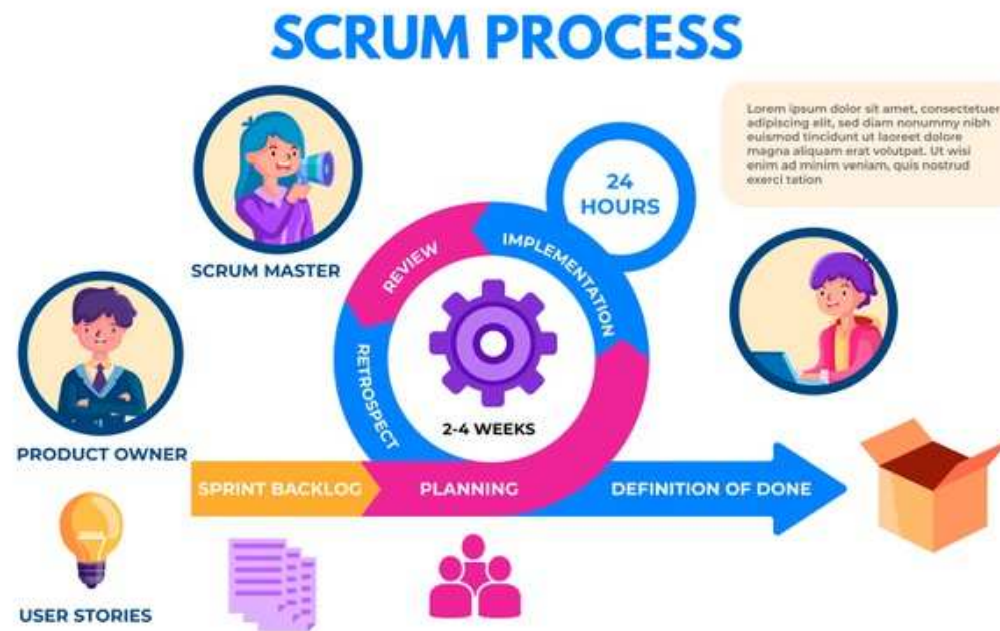 SCRUM PROCESS
Lorem ipsum dolor sit amet, consectetuer
adipiscing elit, sed diam nonummy nibh
euismod tincidunt ut laoreet dolore
magna aliquam erat volutpat. Ut wisi
enim ad minim veniam, quis nostrud
exerci tation
24
HOURS
SCRUM MASTER
REVIEW
IMPLEMENTATION
RETROSPECT
2-4 WEEKS
PRODUCT OWNER
SPRINT BACKLOG
PLANNING
DEFINITION OF DONE
USER STORIES